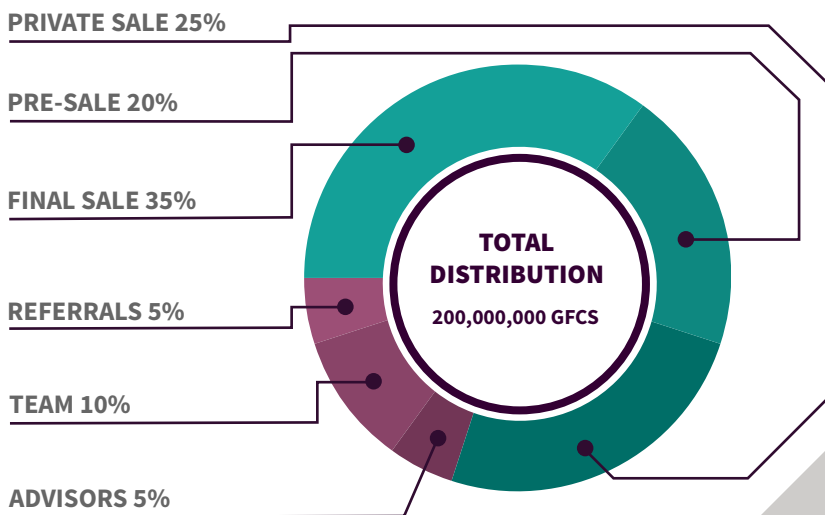 PRIVATE SALE 25%
PRE-SALE 20%
FINAL SALE 35%
REFERRALS 5%
TEAM 10%
ADVISORS 5%
TOTAL
DISTRIBUTION
200,000,000 GFCS